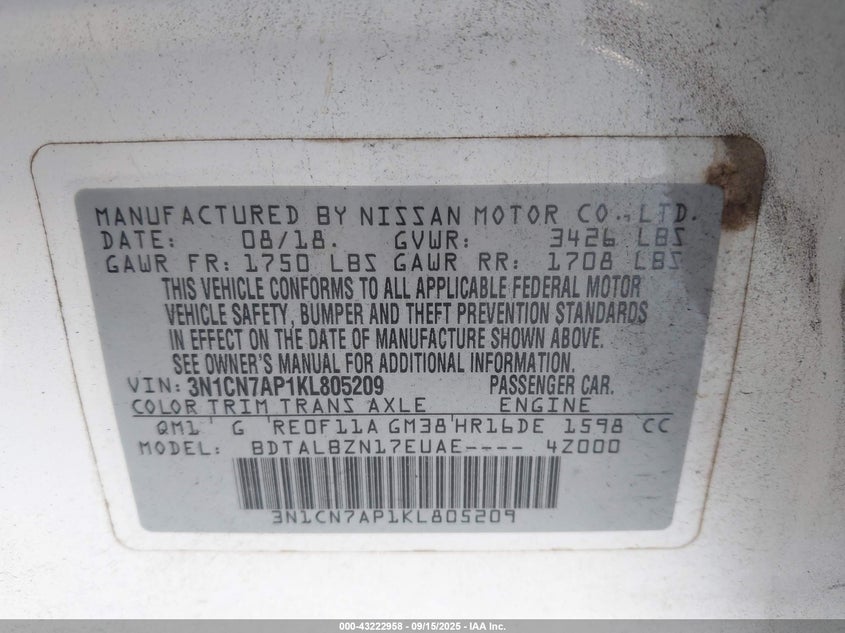 MANUFACTURED BY NISSAN MOTOR CO., LTD.
DATE: 08/18. GVWR: 3426 LBS
GAWR FR: 1750 LBS GAWR RR: 1708 LBS
THIS VEHICLE CONFORMS TO ALL APPLICABLE FEDERAL MOTOR
VEHICLE SAFETY, BUMPER AND THEFT PREVENTION STANDARDS
IN EFFECT ON THE DATE OF MANUFACTURE SHOWN ABOVE.
SEE OWNER'S MANUAL FOR ADDITIONAL INFORMATION.
VIN: 3N1CN7AP1KL805209 PASSENGER CAR.
COLOR TRIM TRANS AXLE ENGINE
QM1 G RE0F11A GM38 HR16DE 1598 CC
MODEL: BDTALBZN17EUAE---- 4Z000
3N1CN7AP1KL805209
000-43222958 - 09/15/2025 - IAA Inc.